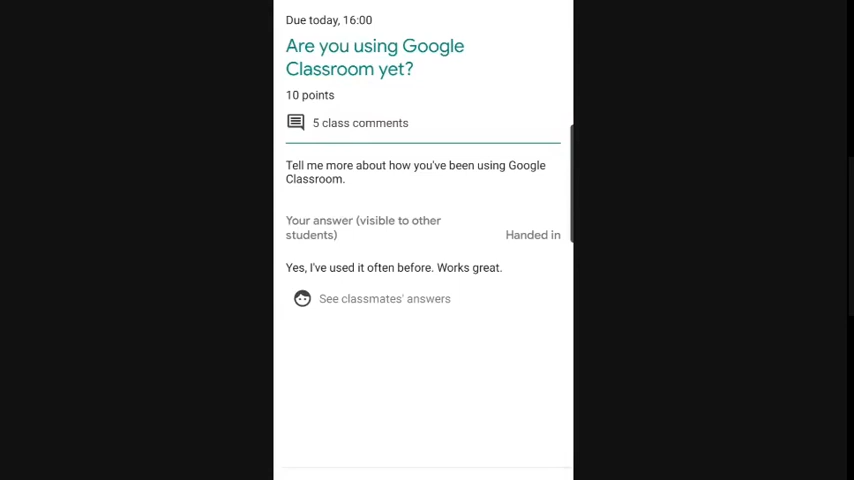 Due today, 16:00
Are you using Google
Classroom yet?
10 points
5 class comments
Tell me more about how you've been using Google
Classroom.
Your answer (visible to other
students)
Handed in
Yes, I've used it often before. Works great.
See classmates' answers